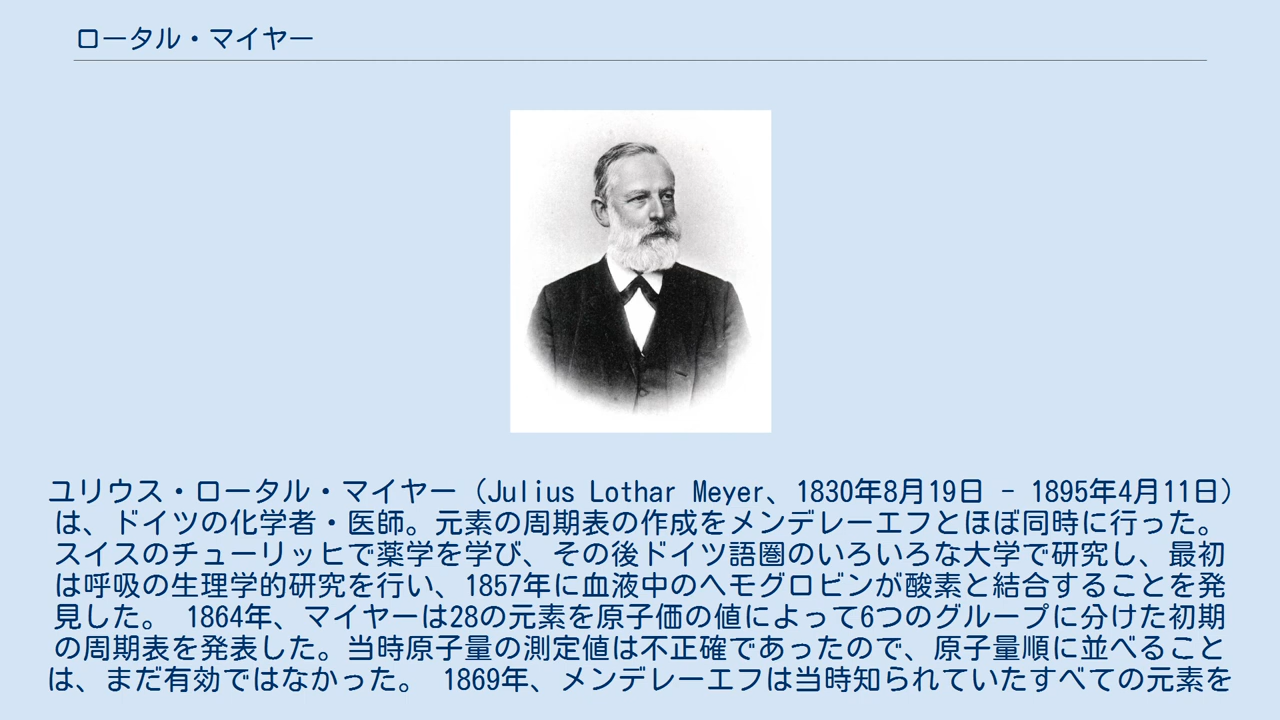 ロータル・マイヤー
ユリウス・ロータル・マイヤー（Julius Lothar Meyer、1830年8月19日 - 1895年4月11日）
は、ドイツの化学者・医師。元素の周期表の作成をメンデレーエフとほぼ同時に行った。
スイスのチューリッヒで薬学を学び、その後ドイツ語圏のいろいろな大学で研究し、最初
は呼吸の生理学的研究を行い、1857年に血液中のヘモグロビンが酸素と結合することを発
見した。 1864年、マイヤーは28の元素を原子価の値によって6つのグループに分けた初期
の周期表を発表した。当時原子量の測定値は不正確であったので、原子量順に並べること
は、まだ有効ではなかった。 1869年、メンデレーエフは当時知られていたすべての元素を